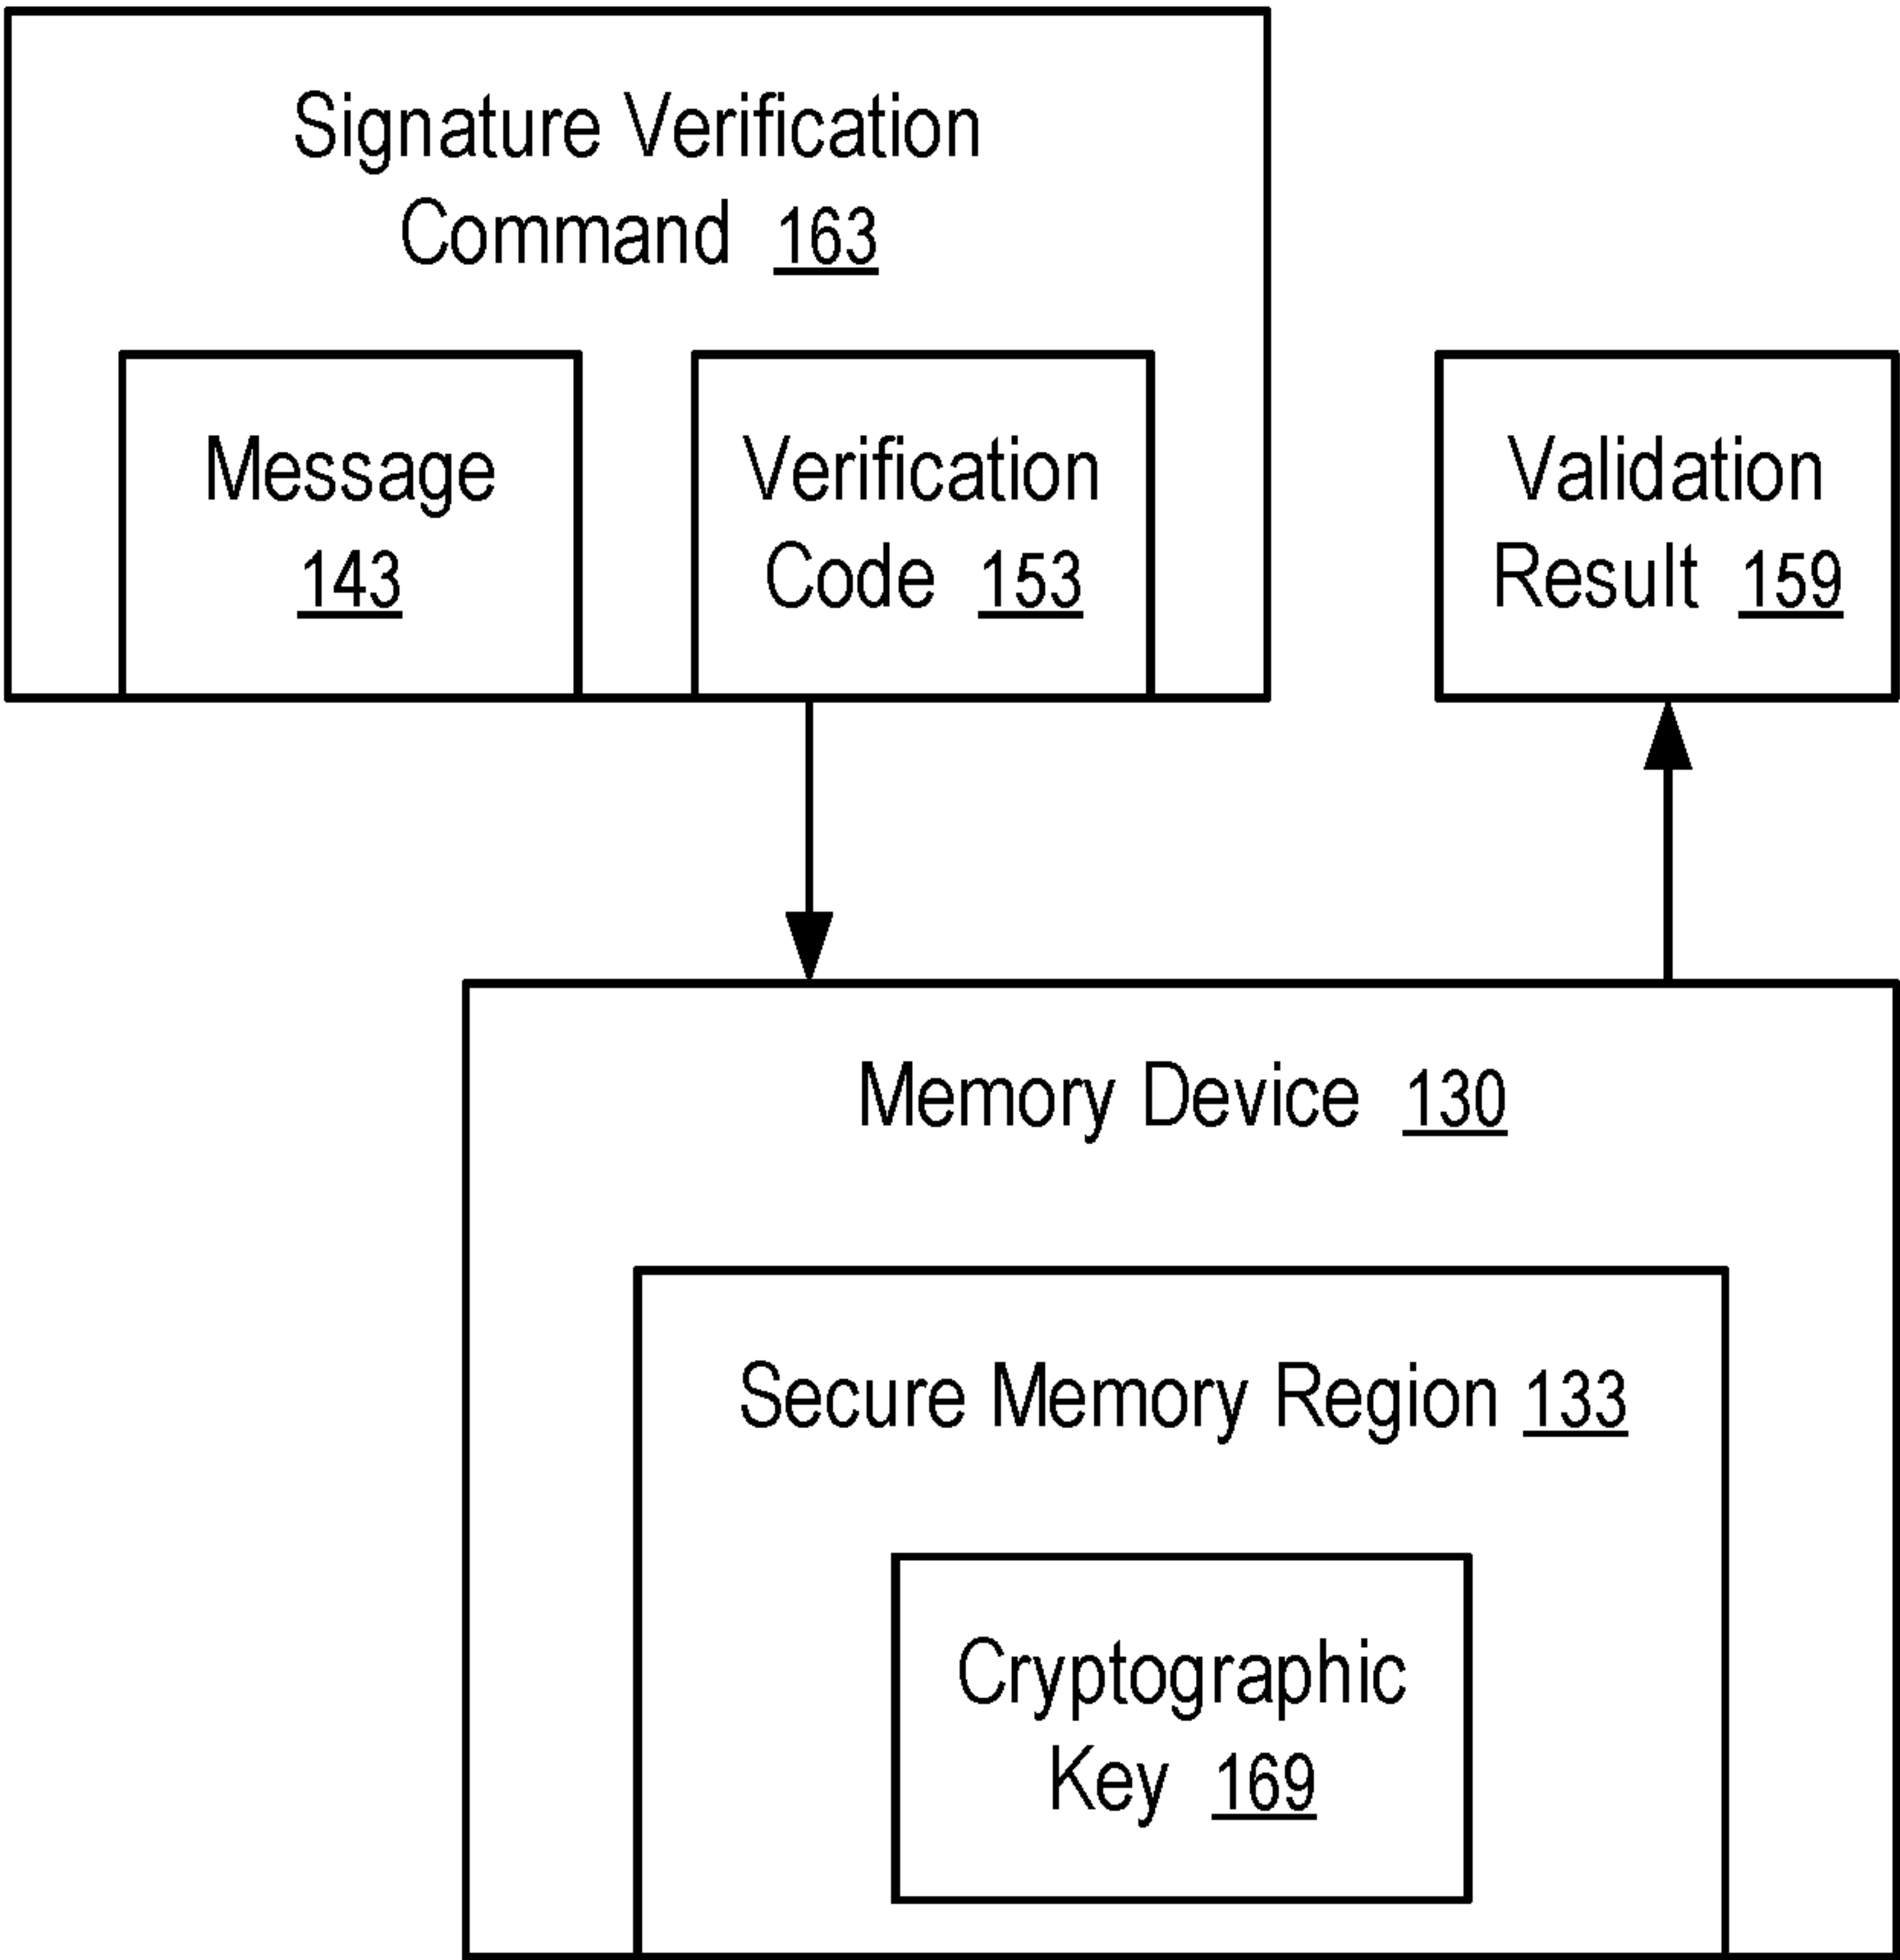 Signature Verification
Command 163
Message
143
Verification
Code 153
Validation
Result 159
Memory Device 130
Secure Memory Region 133
Cryptographic
Key 169